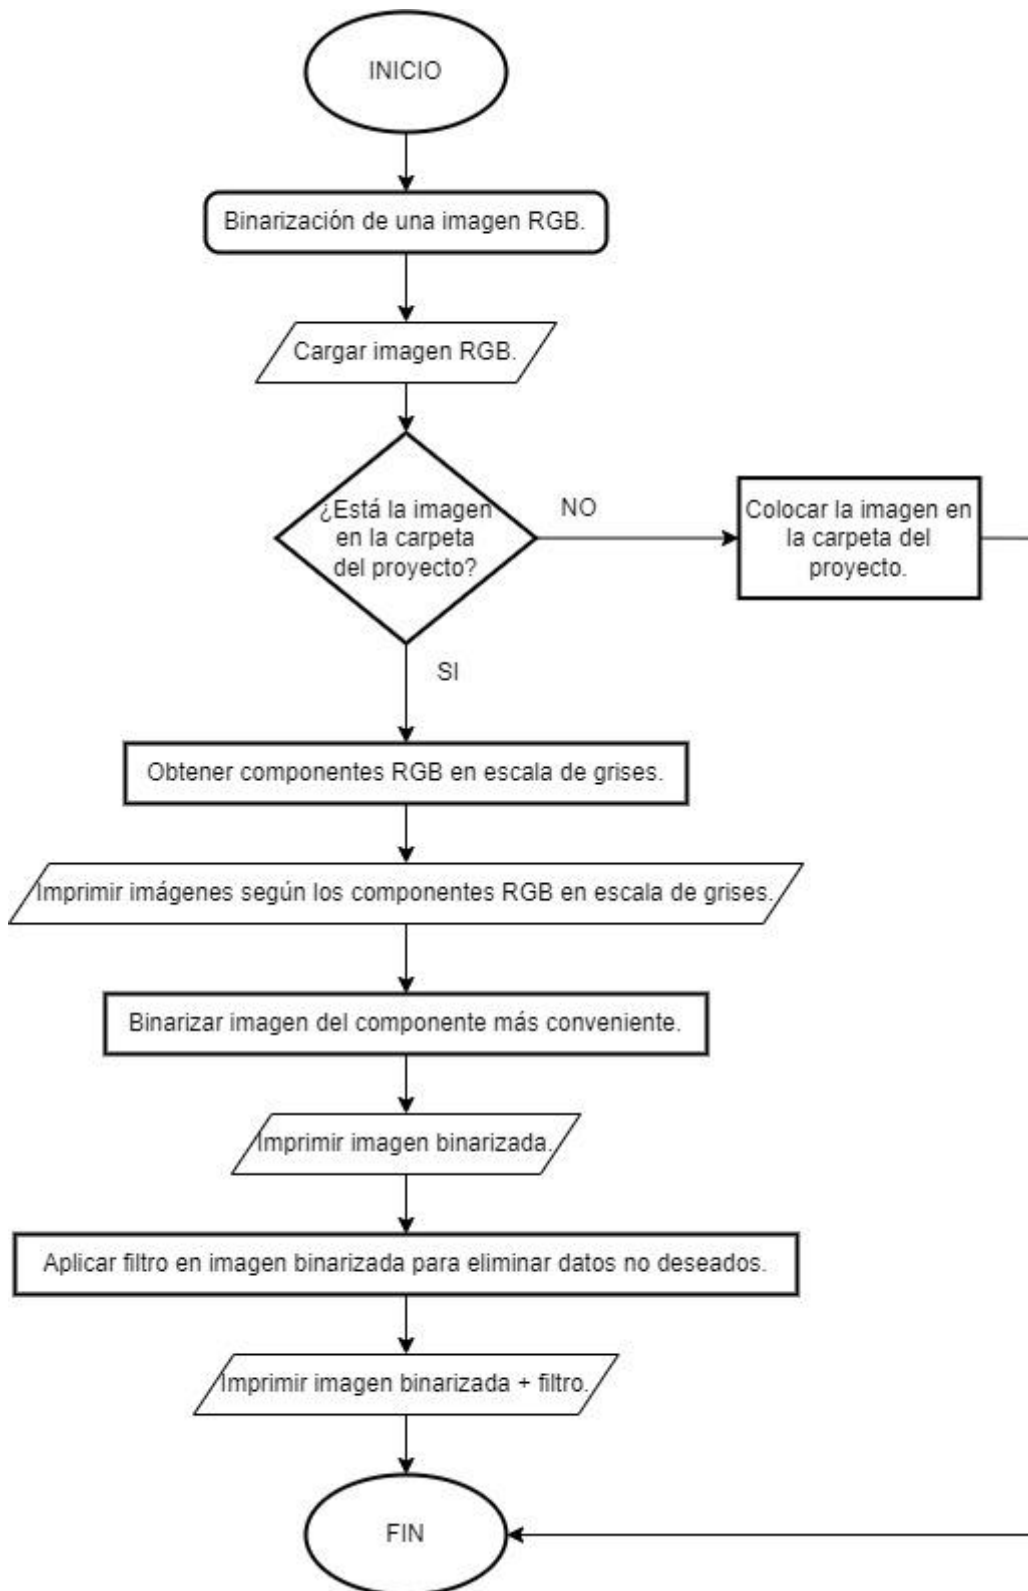 INICIO
Binarización de una imagen RGB.
Cargar imagen RGB.
¿Está la imagen
en la carpeta
del proyecto?
NO
Colocar la imagen en
la carpeta del
proyecto.
SI
Obtener componentes RGB en escala de grises.
Imprimir imágenes según los componentes RGB en escala de grises.
Binarizar imagen del componente más conveniente.
Imprimir imagen binarizada.
Aplicar filtro en imagen binarizada para eliminar datos no deseados.
Imprimir imagen binarizada + filtro.
FIN